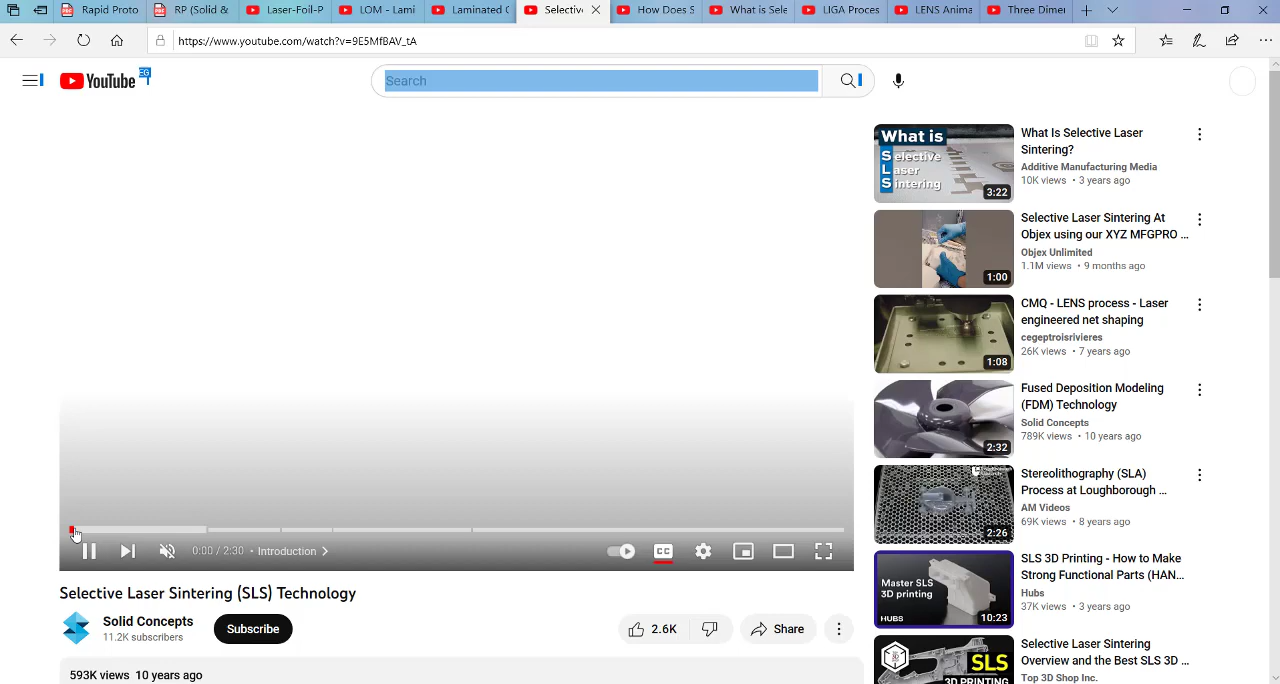 Rapid Proto
RP (Solid &
Laser-Foil-P
LOM - Lami
Laminated (
Selective
How Does S
What is Sele
LIGA Proces
LENS Anima
Three Dimer
https://www.youtube.com/watch?v=9E5MfBAV_tA
YouTube EG
Search
What is
Selective
Laser
Sintering
3:22
What Is Selective Laser
Sintering?
Additive Manufacturing Media
10K views • 3 years ago
1:00
Selective Laser Sintering At
Objex using our XYZ MFGPRO ...
Objex Unlimited
1.1M views • 9 months ago
1:08
CMQ - LENS process - Laser
engineered net shaping
cegeptroisrivieres
26K views • 7 years ago
2:32
Fused Deposition Modeling
(FDM) Technology
Solid Concepts
789K views • 10 years ago
2:26
Stereolithography (SLA)
Process at Loughborough ...
AM Videos
69K views • 8 years ago
Master SLS
3D printing
HUBS
10:23
SLS 3D Printing - How to Make
Strong Functional Parts (HAN...
Hubs
37K views • 3 years ago
SLS
3D PRINTING
Selective Laser Sintering
Overview and the Best SLS 3D ...
Top 3D Shop Inc.
0:00 / 2:30 • Introduction >
CC
Selective Laser Sintering (SLS) Technology
Solid Concepts
11.2K subscribers
Subscribe
2.6K
Share
593K views 10 years ago